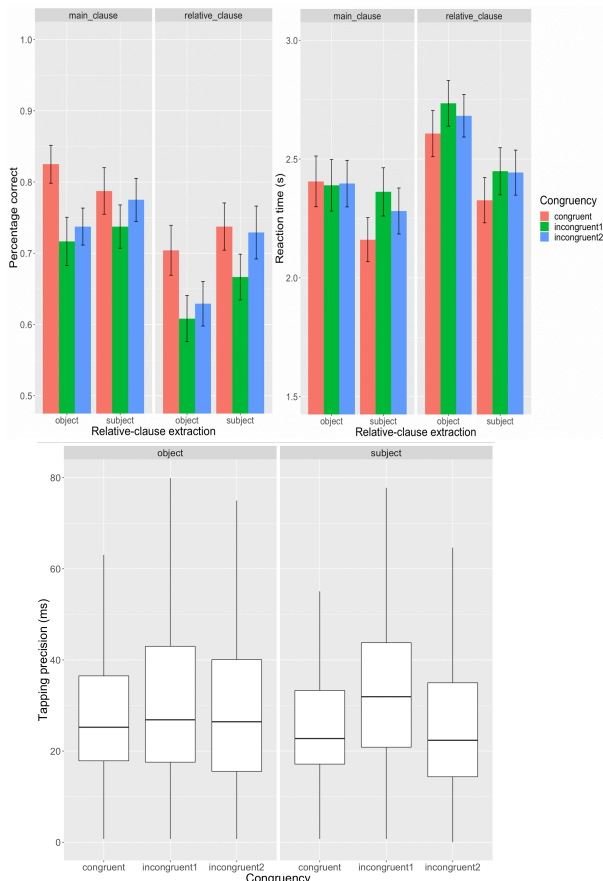 main_clause relative_clause
1.0
0.9
0.8
0.7
0.6
0.5
Percentage correct
object subject object subject
Relative-clause extraction
main_clause relative_clause
3.0
2.5
2.0
1.5
Reaction time (s)
object subject object subject
Relative-clause extraction
Congruency
congruent
incongruent1
incongruent2
object subject
80
60
40
20
0
Tapping precision (ms)
congruent incongruent1 incongruent2 congruent incongruent1 incongruent2
Congruency